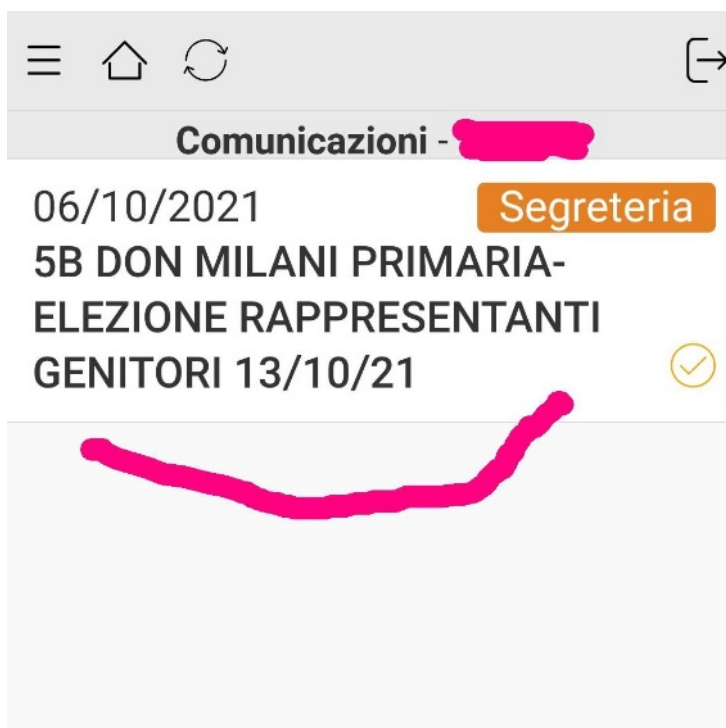 Comunicazioni -
06/10/2021 Segreteria
5B DON MILANI PRIMARIA-
ELEZIONE RAPPRESENTANTI
GENITORI 13/10/21